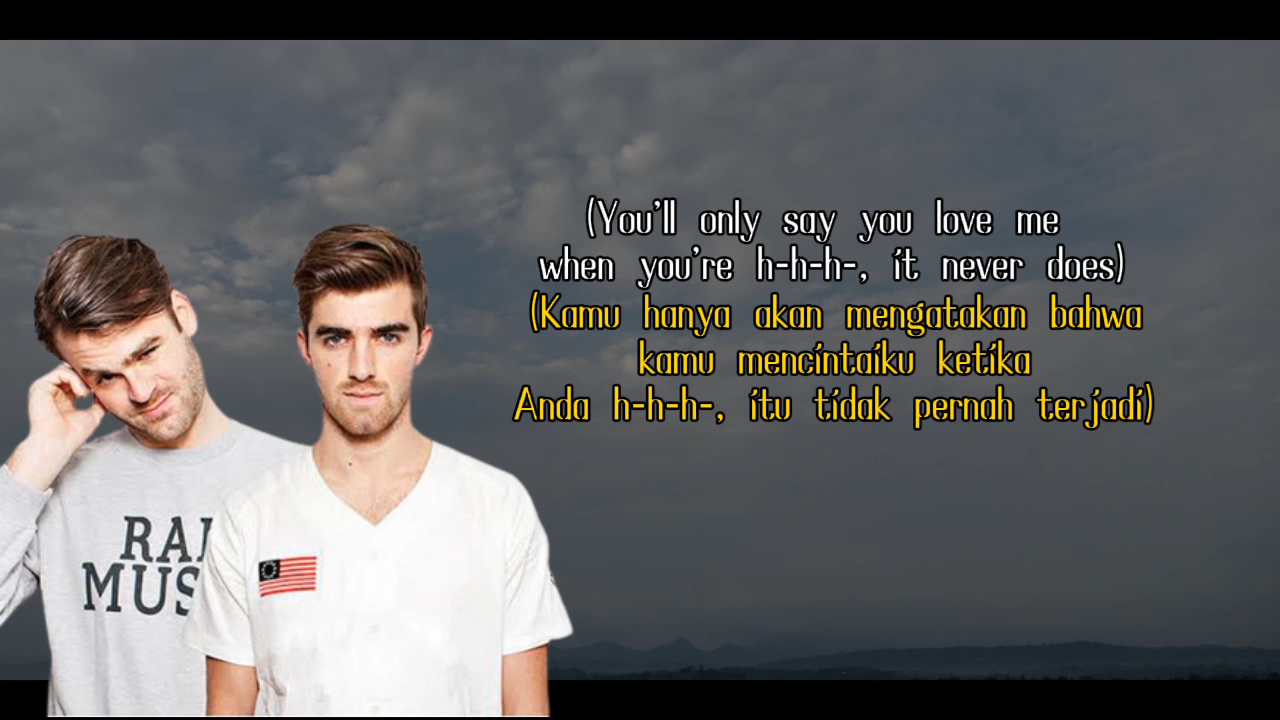 (You'll only say you love me
when you're h-h-h-, it never does)
(Kamu hanya akan mengatakan bahwa
kamu mencintaiku ketika
Anda h-h-h-, itu tidak pernah terjadi)
MUS